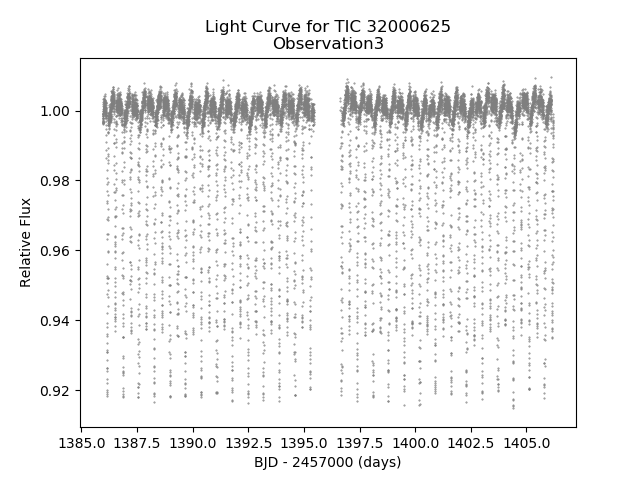 Light Curve for TIC 32000625
Observation3
1.00
0.98
0.96
0.94
0.92
Relative Flux
1385.0 1387.5 1390.0 1392.5 1395.0 1397.5 1400.0 1402.5 1405.0
BJD - 2457000 (days)